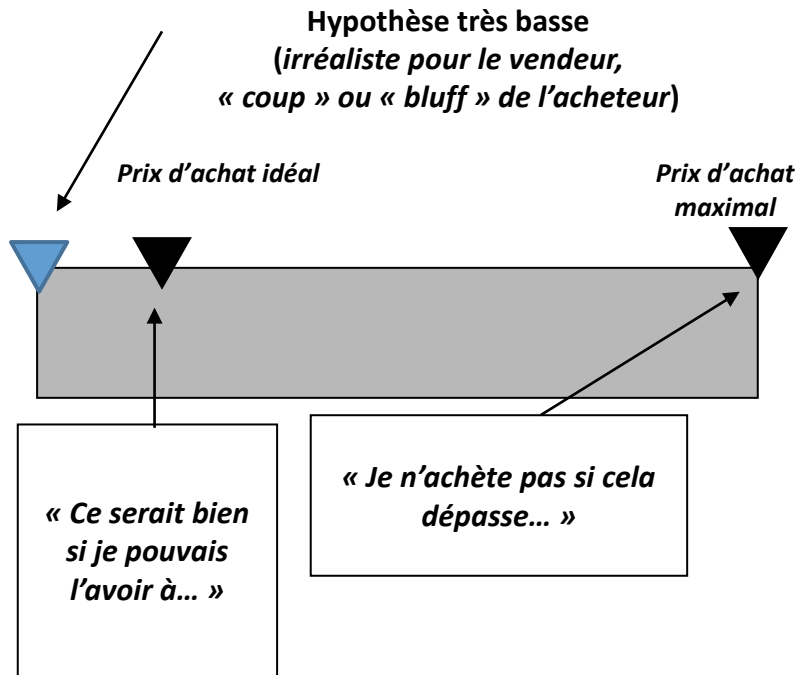 Hypothèse très basse
(irréaliste pour le vendeur,
« coup » ou « bluff » de l’acheteur)
Prix d’achat idéal
Prix d’achat
maximal
« Ce serait bien
si je pouvais
l’avoir à… »
« Je n’achète pas si cela
dépasse… »